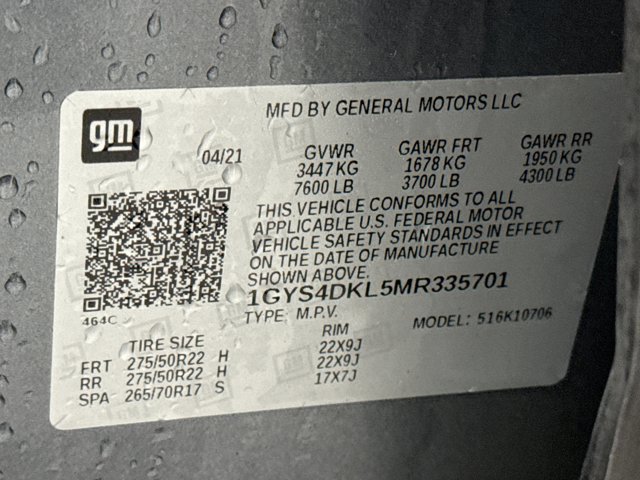 gm
MFD BY GENERAL MOTORS LLC
04/21 GVWR GAWR FRT GAWR RR
3447 KG 1678 KG 1950 KG
7600 LB 3700 LB 4300 LB
THIS VEHICLE CONFORMS TO ALL
APPLICABLE U.S. FEDERAL MOTOR
VEHICLE SAFETY STANDARDS IN EFFECT
ON THE DATE OF MANUFACTURE
SHOWN ABOVE.
1GYS4DKL5MR335701
464C
TYPE: M.P.V. MODEL: 516K10706
TIRE SIZE RIM
FRT 275/50R22 H 22X9J
RR 275/50R22 H 22X9J
SPA 265/70R17 S 17X7J